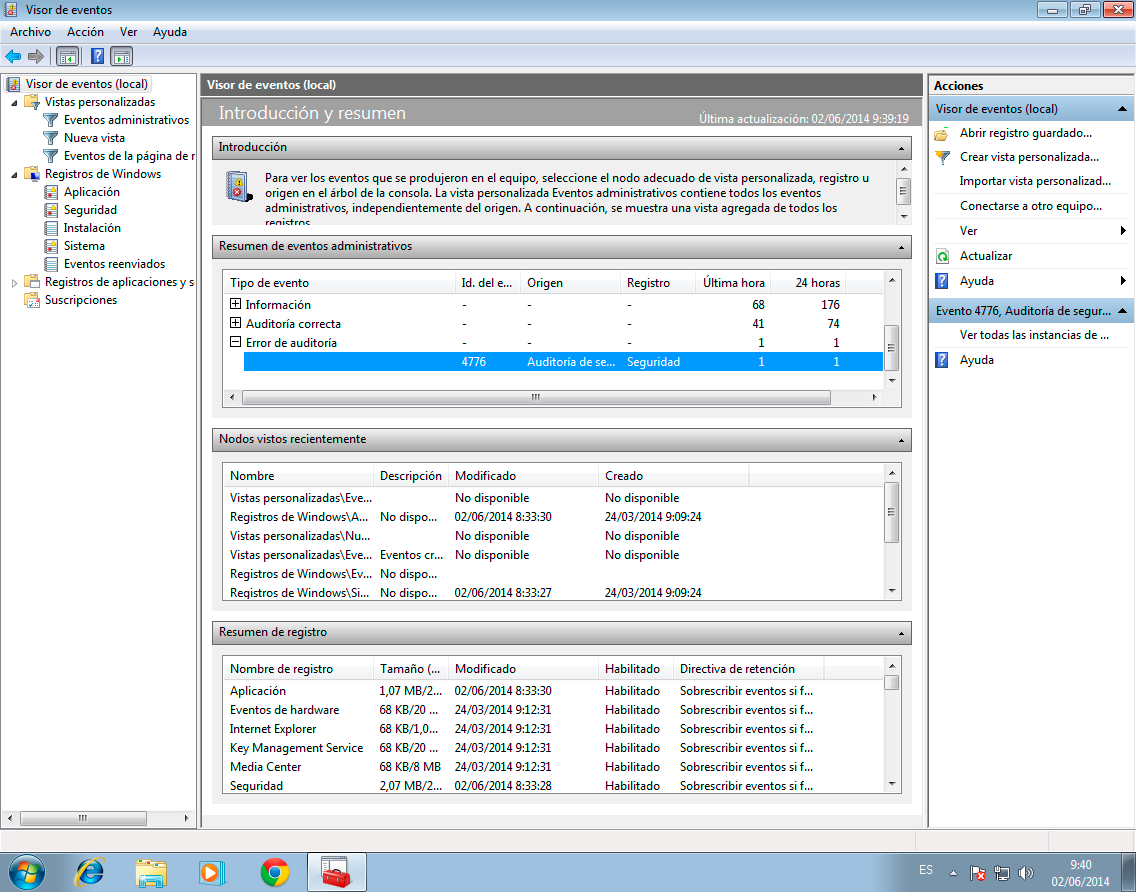 Visor de eventos
Archivo Acción Ver Ayuda
Visor de eventos (local)
Vistas personalizadas
Eventos administrativos
Nueva vista
Eventos de la página de r
Registros de Windows
Aplicación
Seguridad
Instalación
Sistema
Eventos reenviados
Registros de aplicaciones y s
Suscripciones
Visor de eventos (local)
Introducción y resumen Última actualización: 02/06/2014 9:39:19
Introducción
Para ver los eventos que se produjeron en el equipo, seleccione el nodo adecuado de vista personalizada, registro u
origen en el árbol de la consola. La vista personalizada Eventos administrativos contiene todos los eventos
administrativos, independientemente del origen. A continuación, se muestra una vista agregada de todos los
registros
Resumen de eventos administrativos
Tipo de evento Id. del e... Origen Registro Última hora 24 horas
Información - - - 68 176
Auditoría correcta - - - 41 74
Error de auditoría - - - 1 1
4776 Auditoría de se... Seguridad 1 1
Nodos vistos recientemente
Nombre Descripción Modificado Creado
Vistas personalizadas\Eve... No disponible No disponible
Registros de Windows\A... No dispo... 02/06/2014 8:33:30 24/03/2014 9:09:24
Vistas personalizadas\Nu... No disponible No disponible
Vistas personalizadas\Eve... Eventos cr... No disponible No disponible
Registros de Windows\Ev... No dispo...
Registros de Windows\Si... No dispo... 02/06/2014 8:33:27 24/03/2014 9:09:24
Resumen de registro
Nombre de registro Tamaño (... Modificado Habilitado Directiva de retención
Aplicación 1,07 MB/2... 02/06/2014 8:33:30 Habilitado Sobrescribir eventos si f...
Eventos de hardware 68 KB/20 ... 24/03/2014 9:12:31 Habilitado Sobrescribir eventos si f...
Internet Explorer 68 KB/1,0... 24/03/2014 9:12:31 Habilitado Sobrescribir eventos si f...
Key Management Service 68 KB/20 ... 24/03/2014 9:12:31 Habilitado Sobrescribir eventos si f...
Media Center 68 KB/8 MB 24/03/2014 9:12:31 Habilitado Sobrescribir eventos si f...
Seguridad 2,07 MB/2... 02/06/2014 8:33:28 Habilitado Sobrescribir eventos si f...
Acciones
Visor de eventos (local)
Abrir registro guardado...
Crear vista personalizada...
Importar vista personalizad...
Conectarse a otro equipo...
Ver
Actualizar
Ayuda
Evento 4776, Auditoría de segur...
Ver todas las instancias de ...
Ayuda
ES
9:40
02/06/2014